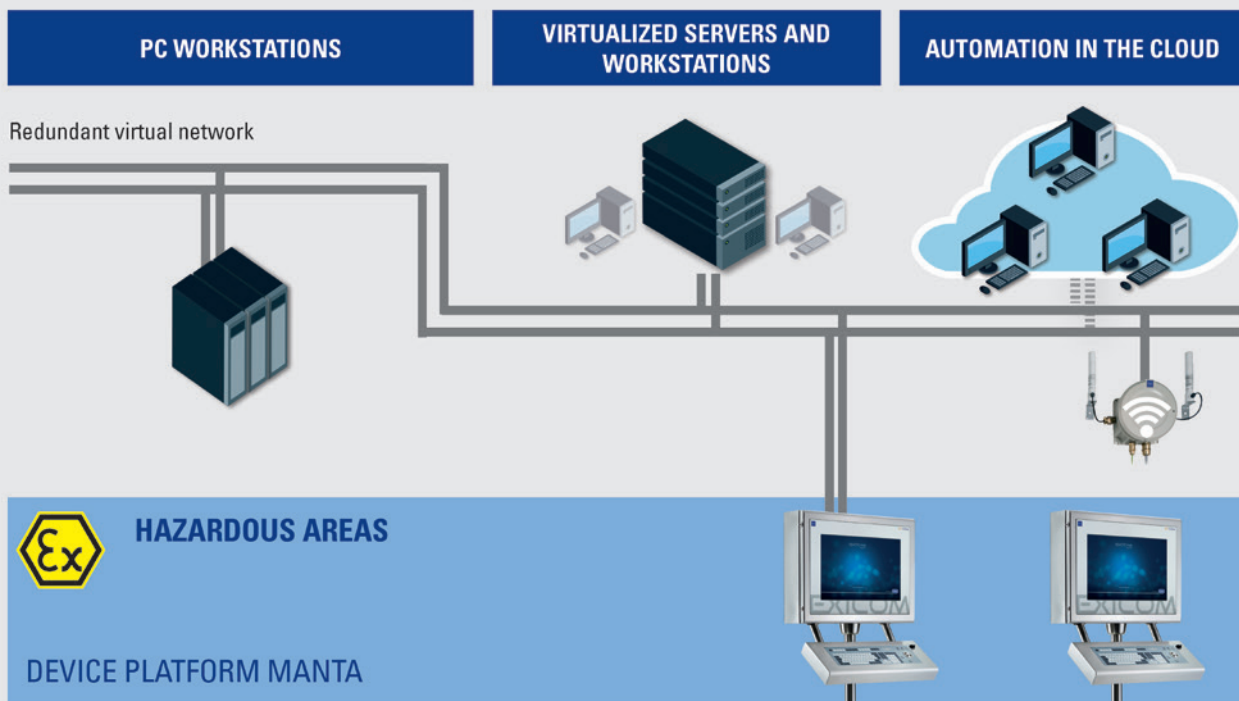 PC WORKSTATIONS
VIRTUALIZED SERVERS AND
WORKSTATIONS
AUTOMATION IN THE CLOUD
Redundant virtual network
Ex
HAZARDOUS AREAS
EXICOM
EXICOM
DEVICE PLATFORM MANTA